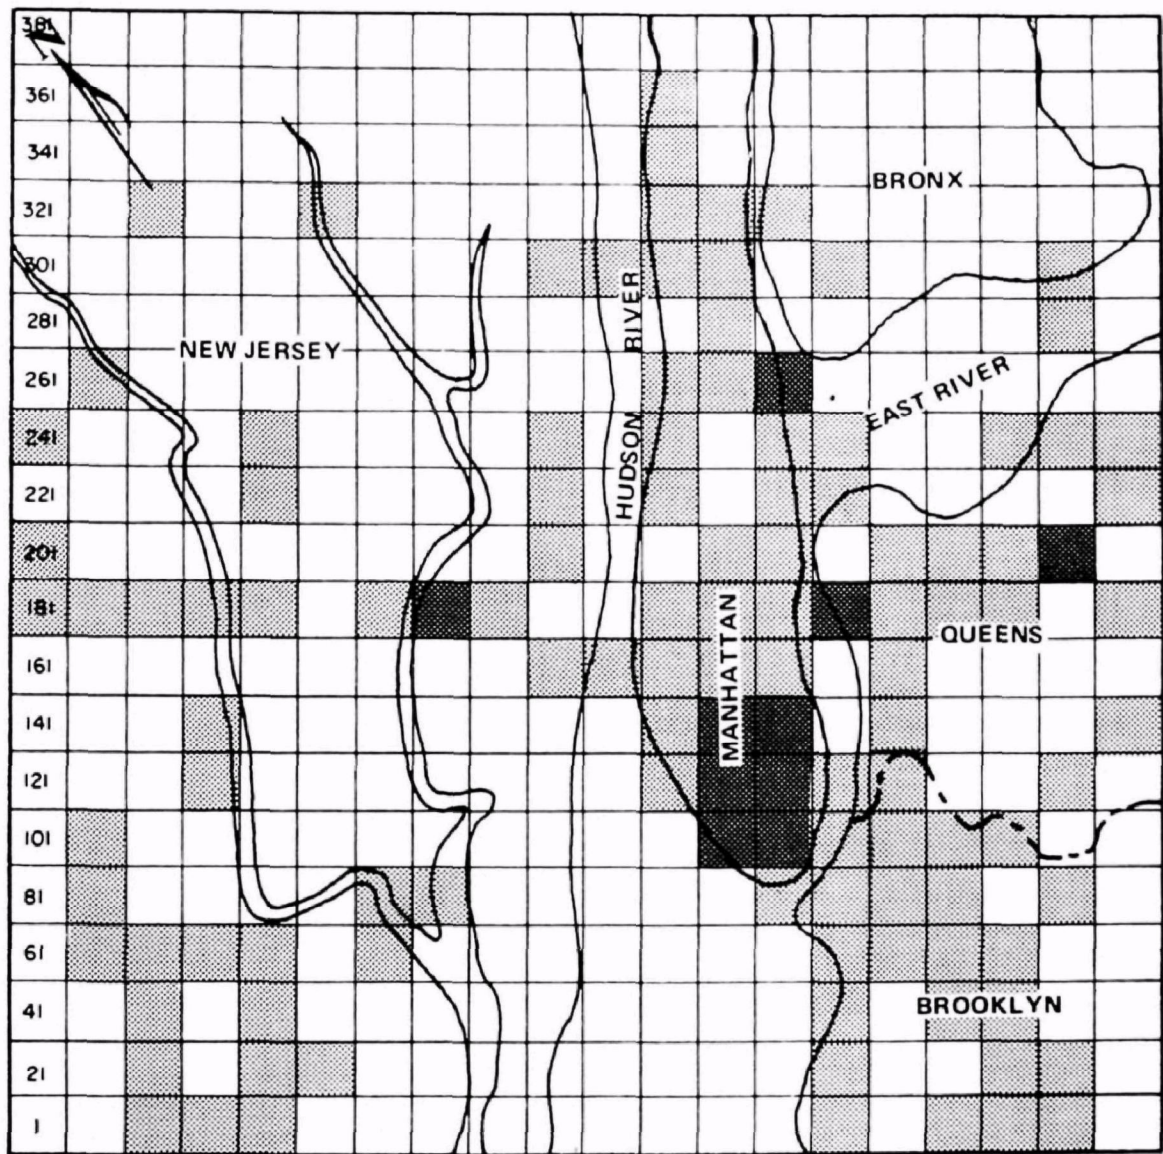 381
361
341
BRONX
321
301
281
NEW JERSEY
HUDSON RIVER
261
EAST RIVER
241
221
201
181
MANHATTAN
QUEENS
161
141
121
101
81
61
41
BROOKLYN
21
1